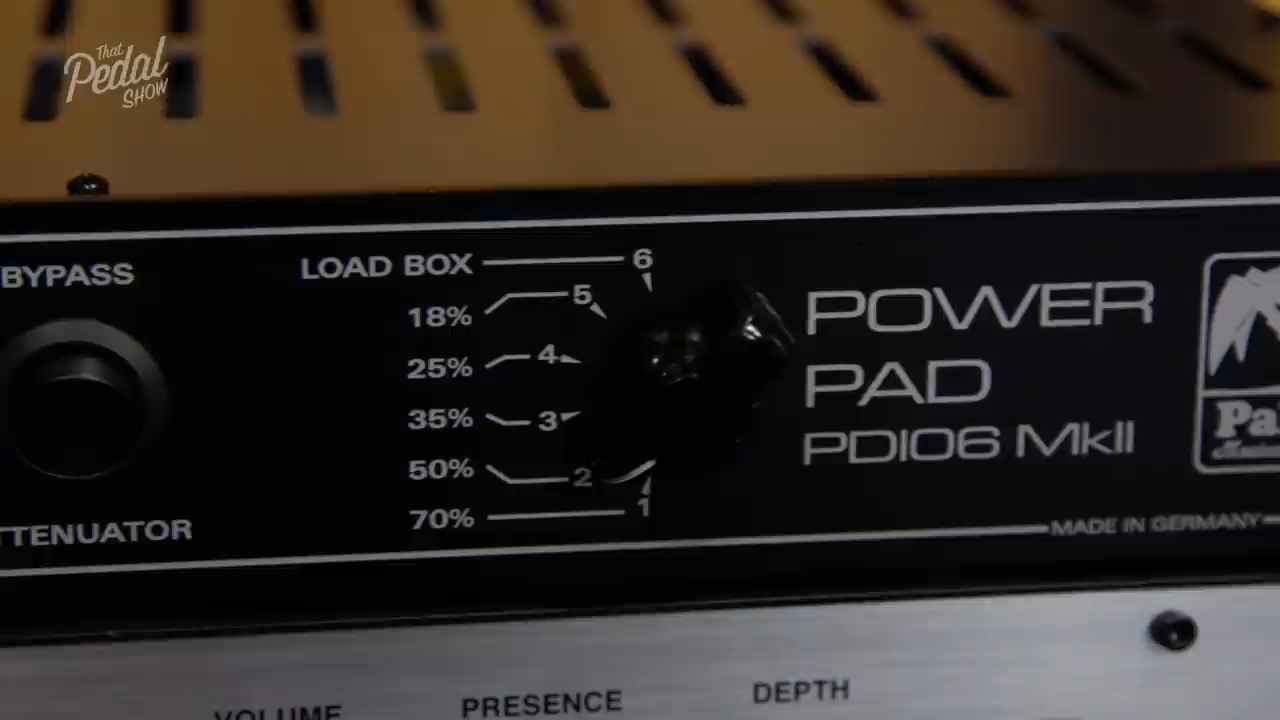 That
Pedal
SHOW
BYPASS
LOAD BOX 6
18% 5
25% 4
35% 3
50% 2
70% 1
POWER
PAD
PD106 MkII
TTENUATOR
MADE IN GERMANY
VOLUME
PRESENCE
DEPTH